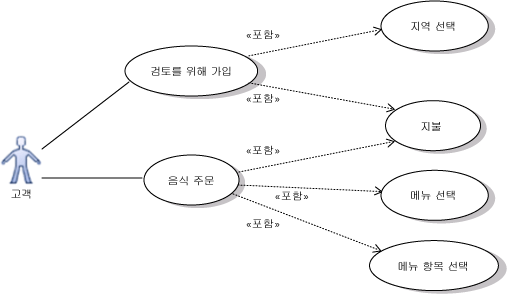 지역 선택
«포함»
검토를 위해 가입
«포함»
지불
«포함»
음식 주문
«포함»
메뉴 선택
고객
«포함»
메뉴 항목 선택